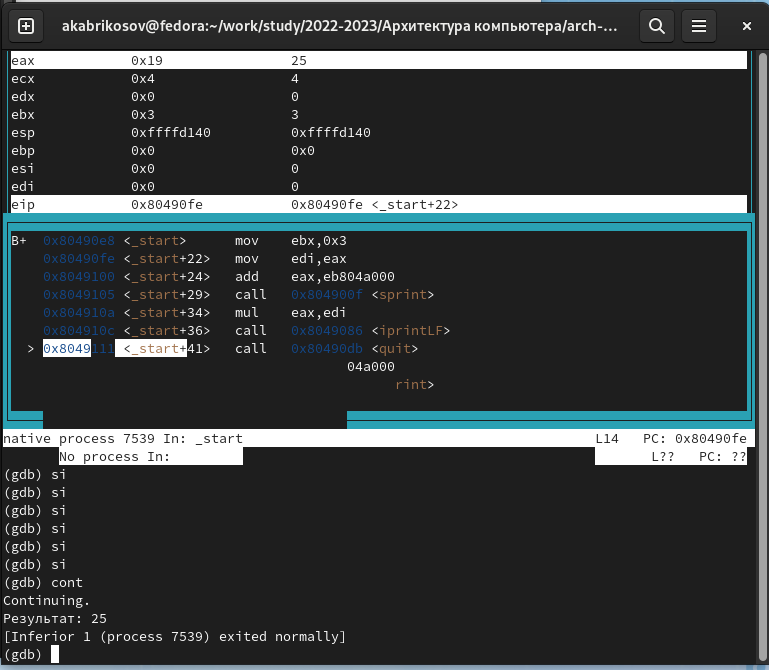 akabrikosov@fedora:~/work/study/2022-2023/Архитектура компьютера/arch-...
eax 0x19 25
ecx 0x4 4
edx 0x0 0
ebx 0x3 3
esp 0xffffd140 0xffffd140
ebp 0x0 0x0
esi 0x0 0
edi 0x0 0
eip 0x80490fe 0x80490fe <_start+22>
B+ 0x80490e8 <_start> mov ebx,0x3
0x80490fe <_start+22> mov edi,eax
0x8049100 <_start+24> add eax,eb804a000
0x8049105 <_start+29> call 0x804900f <sprint>
0x804910a <_start+34> mul eax,edi
0x804910c <_start+36> call 0x8049086 <iprintLF>
> 0x8049111 <_start+41> call 0x80490db <quit>
04a000
rint>
native process 7539 In: _start L14 PC: 0x80490fe
No process In: L?? PC: ??
(gdb) si
(gdb) si
(gdb) si
(gdb) si
(gdb) si
(gdb) si
(gdb) cont
Continuing.
Результат: 25
[Inferior 1 (process 7539) exited normally]
(gdb)